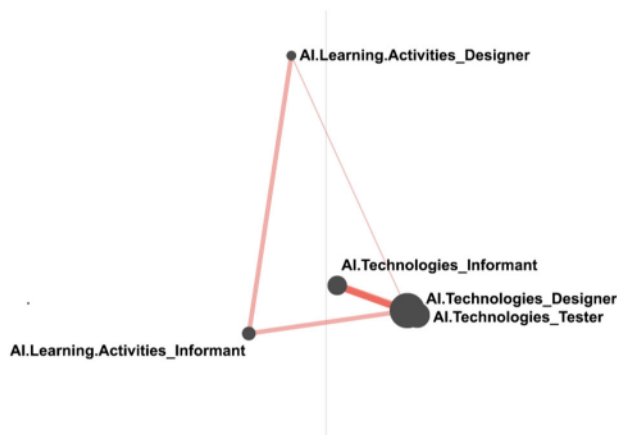 AI.Learning.Activities_Designer
AI.Technologies_Informant
AI.Technologies_Designer
AI.Technologies_Tester
AI.Learning.Activities_Informant